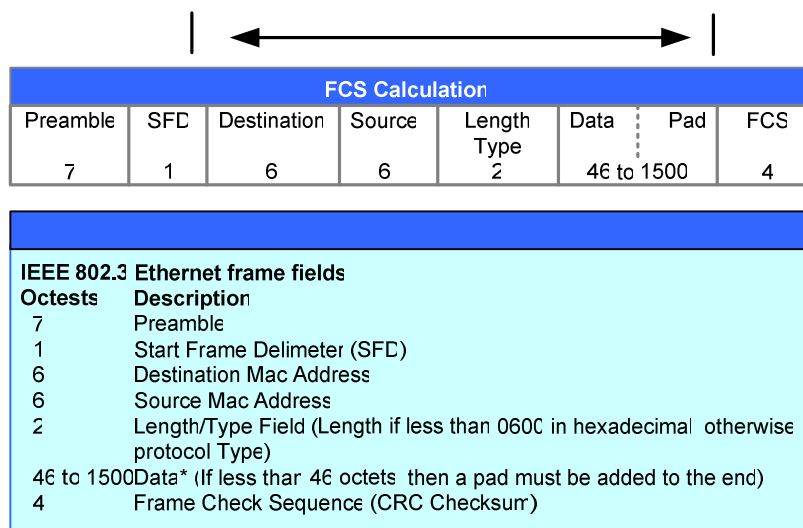 FCS Calculation
Preamble SFD Destination Source Length Type Data Pad FCS
7 1 6 6 2 46 to 1500 4
IEEE 802.3 Ethernet frame fields
Octests Description
7 Preamble
1 Start Frame Delimeter (SFD)
6 Destination Mac Address
6 Source Mac Address
2 Length/Type Field (Length if less than 0600 in hexadecimal otherwise
protocol Type)
46 to 1500 Data* (If less than 46 octets then a pad must be added to the end)
4 Frame Check Sequence (CRC Checksum)